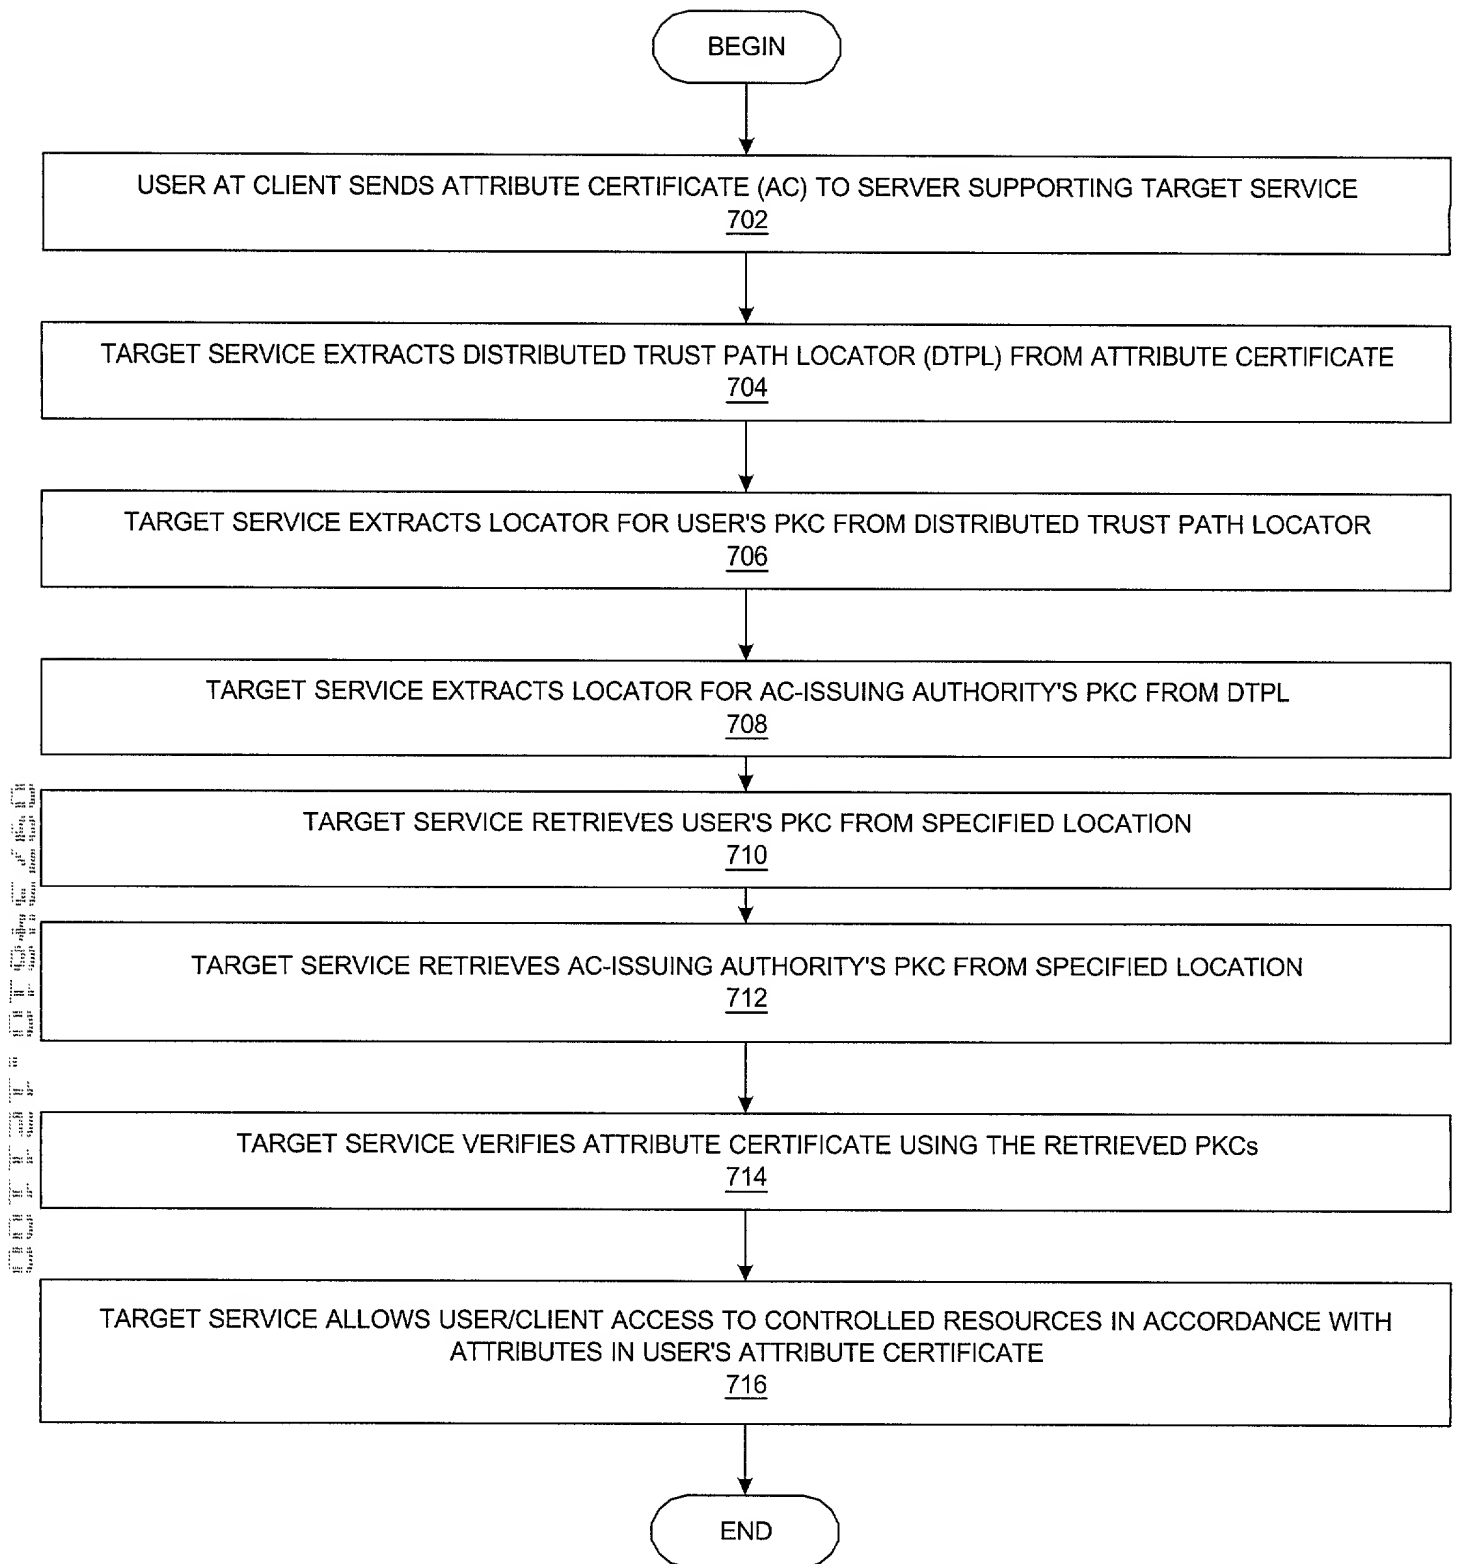 BEGIN
USER AT CLIENT SENDS ATTRIBUTE CERTIFICATE (AC) TO SERVER SUPPORTING TARGET SERVICE
702
TARGET SERVICE EXTRACTS DISTRIBUTED TRUST PATH LOCATOR (DTPL) FROM ATTRIBUTE CERTIFICATE
704
TARGET SERVICE EXTRACTS LOCATOR FOR USER'S PKC FROM DISTRIBUTED TRUST PATH LOCATOR
706
TARGET SERVICE EXTRACTS LOCATOR FOR AC-ISSUING AUTHORITY'S PKC FROM DTPL
708
TARGET SERVICE RETRIEVES USER'S PKC FROM SPECIFIED LOCATION
710
TARGET SERVICE RETRIEVES AC-ISSUING AUTHORITY'S PKC FROM SPECIFIED LOCATION
712
TARGET SERVICE VERIFIES ATTRIBUTE CERTIFICATE USING THE RETRIEVED PKCs
714
TARGET SERVICE ALLOWS USER/CLIENT ACCESS TO CONTROLLED RESOURCES IN ACCORDANCE WITH
ATTRIBUTES IN USER'S ATTRIBUTE CERTIFICATE
716
END